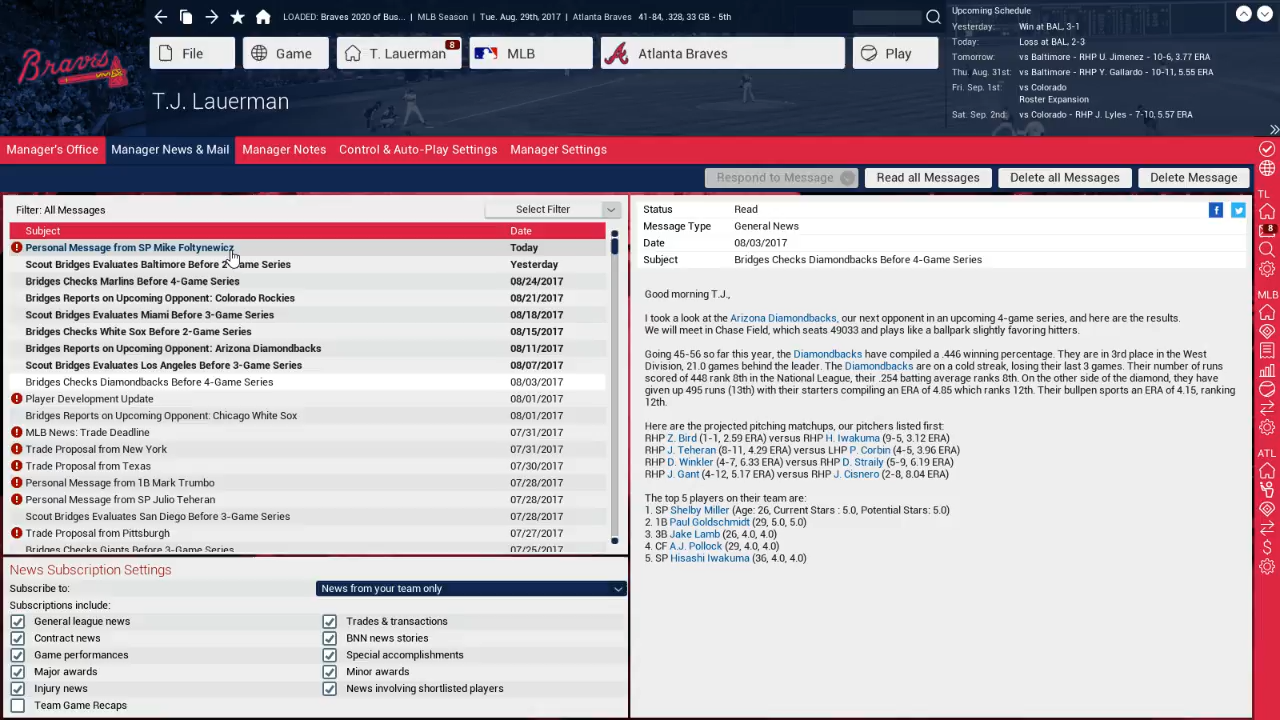 LOADED: Braves 2020 of Bus... | MLB Season | Tue. Aug. 29th, 2017 | Atlanta Braves 41-84, .328, 33 GB - 5th
Upcoming Schedule
Yesterday: Win at BAL, 3-1
Today: Loss at BAL, 2-3
Tomorrow: vs Baltimore - RHP U. Jimenez - 10-6, 3.77 ERA
Thu. Aug 31st: vs Baltimore - RHP Y. Gallardo - 10-11, 5.55 ERA
Fri. Sep. 1st: vs Colorado
Roster Expansion
Sat. Sep. 2nd: vs Colorado - RHP J. Lyles - 7-10, 5.57 ERA
Braves
File
Game
T. Lauerman 8
MLB
Atlanta Braves
Play
T.J. Lauerman
Manager's Office
Manager News & Mail
Manager Notes
Control & Auto-Play Settings
Manager Settings
Respond to Message
Read all Messages
Delete all Messages
Delete Message
Filter: All Messages
Select Filter
Subject Date
Personal Message from SP Mike Foltynewicz Today
Scout Bridges Evaluates Baltimore Before 2-Game Series Yesterday
Bridges Checks Marlins Before 4-Game Series 08/24/2017
Bridges Reports on Upcoming Opponent: Colorado Rockies 08/21/2017
Scout Bridges Evaluates Miami Before 3-Game Series 08/18/2017
Bridges Checks White Sox Before 2-Game Series 08/15/2017
Bridges Reports on Upcoming Opponent: Arizona Diamondbacks 08/11/2017
Scout Bridges Evaluates Los Angeles Before 3-Game Series 08/07/2017
Bridges Checks Diamondbacks Before 4-Game Series 08/03/2017
Player Development Update 08/01/2017
Bridges Reports on Upcoming Opponent: Chicago White Sox 08/01/2017
MLB News: Trade Deadline 07/31/2017
Trade Proposal from New York 07/31/2017
Trade Proposal from Texas 07/30/2017
Personal Message from 1B Mark Trumbo 07/28/2017
Personal Message from SP Julio Teheran 07/28/2017
Scout Bridges Evaluates San Diego Before 3-Game Series 07/28/2017
Trade Proposal from Pittsburgh 07/27/2017
Bridges Checks Giants Before 3-Game Series 07/25/2017
News Subscription Settings
Subscribe to: News from your team only
Subscriptions include:
General league news Trades & transactions
Contract news BNN news stories
Game performances Special accomplishments
Major awards Minor awards
Injury news News involving shortlisted players
Team Game Recaps
Status Read
Message Type General News
Date 08/03/2017
Subject Bridges Checks Diamondbacks Before 4-Game Series
Good morning T.J.,
I took a look at the Arizona Diamondbacks, our next opponent in an upcoming 4-game series, and here are the results.
We will meet in Chase Field, which seats 49033 and plays like a ballpark slightly favoring hitters.
Going 45-56 so far this year, the Diamondbacks have compiled a .446 winning percentage. They are in 3rd place in the West
Division, 21.0 games behind the leader. The Diamondbacks are on a cold streak, losing their last 3 games. Their number of runs
scored of 448 rank 8th in the National League, their .254 batting average ranks 8th. On the other side of the diamond, they have
given up 495 runs (13th) with their starters compiling an ERA of 4.85 which ranks 12th. Their bullpen sports an ERA of 4.15, ranking
12th.
Here are the projected pitching matchups, our pitchers listed first:
RHP Z. Bird (1-1, 2.59 ERA) versus RHP H. Iwakuma (9-5, 3.12 ERA)
RHP J. Teheran (8-11, 4.29 ERA) versus LHP P. Corbin (4-5, 3.96 ERA)
RHP D. Winkler (4-7, 6.33 ERA) versus RHP D. Straily (5-9, 6.19 ERA)
RHP J. Gant (4-12, 5.17 ERA) versus RHP J. Cisnero (2-8, 8.04 ERA)
The top 5 players on their team are:
1. SP Shelby Miller (Age: 26, Current Stars : 5.0, Potential Stars: 5.0)
2. 1B Paul Goldschmidt (29, 5.0, 5.0)
3. 3B Jake Lamb (26, 4.0, 4.0)
4. CF A.J. Pollock (29, 4.0, 4.0)
5. SP Hisashi Iwakuma (36, 4.0, 4.0)
TL
8
MLB
ATL